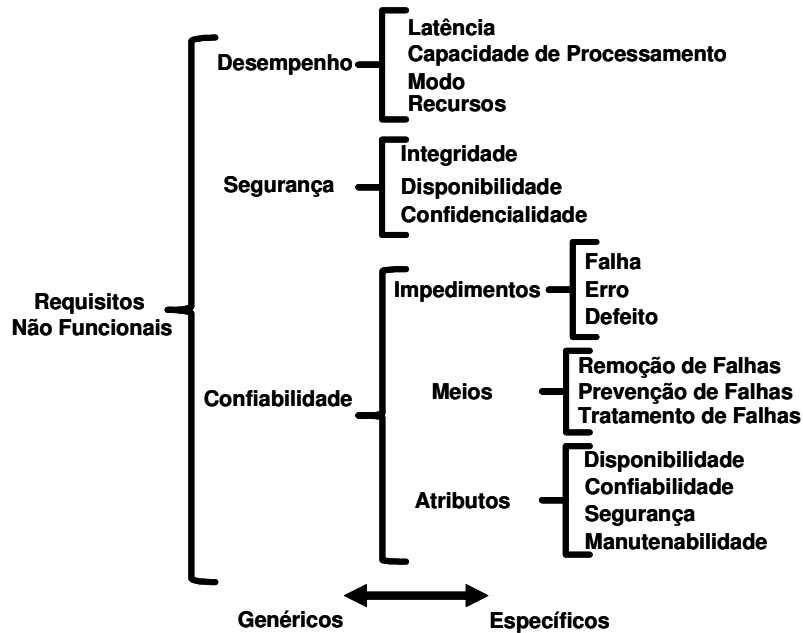 Requisitos
Não Funcionais
Desempenho
Latência
Capacidade de Processamento
Modo
Recursos
Segurança
Integridade
Disponibilidade
Confidencialidade
Confiabilidade
Impedimentos
Falha
Erro
Defeito
Meios
Remoção de Falhas
Prevenção de Falhas
Tratamento de Falhas
Atributos
Disponibilidade
Confiabilidade
Segurança
Manutenabilidade
Genéricos
Específicos